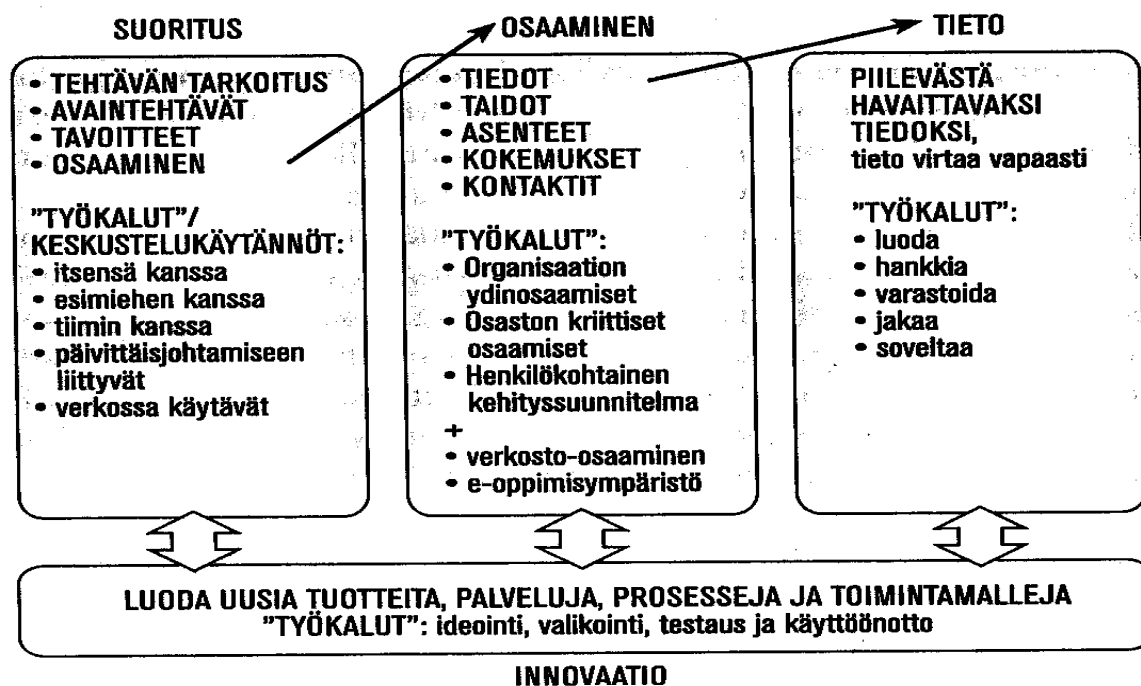 SUORITUS
OSAAMINEN
TIETO
• TEHTÄVÄN TARKOITUS
• AVAINTEHTÄVÄT
• TAVOITTEET
• OSAAMINEN
"TYÖKALUT"/
KESKUSTELUKÄYTÄNNÖT:
• itsensä kanssa
• esimiehen kanssa
• tiimin kanssa
• päivittäisjohtamiseen
liittyvät
• verkossa käytävät
• TIEDOT
• TAIDOT
• ASENTEET
• KOKEMUKSET
• KONTAKTIT
"TYÖKALUT":
• Organisaation
ydinosaamiset
• Osaston kriittiset
osaamiset
• Henkilökohtainen
kehityssuunnitelma
+
• verkosto-osaaminen
• e-oppimisympäristö
PIILEVÄSTÄ
HAVAITTAVAKSI
TIEDOKSI,
tieto virtaa vapaasti
"TYÖKALUT":
• luoda
• hankkia
• varastoida
• jakaa
• soveltaa
LUODA UUSIA TUOTTEITA, PALVELUJA, PROSESSEJA JA TOIMINTAMALLEJA
"TYÖKALUT": ideointi, valikointi, testaus ja käyttöönotto
INNOVAATIO